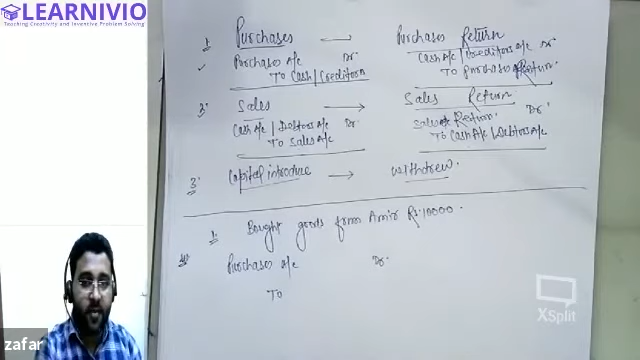 LEARNIVIO
Teaching Creativity and Inventive Problem Solving
1. Purchases → Purchases Return
Purchases A/c Dr
To Cash / Creditors
Cash A/c / Creditors A/c Dr
To Purchases Return
2. Sales → Sales Return
Cash A/c / Debtors A/c Dr.
To Sales A/c
Sales Return Dr
To Cash A/c / Debtors A/c
3. Capital introduce → withdrew.
1. Bought goods from Amir Rs. 10000.
Purchases A/c Dr.
To
zafar
XSplit